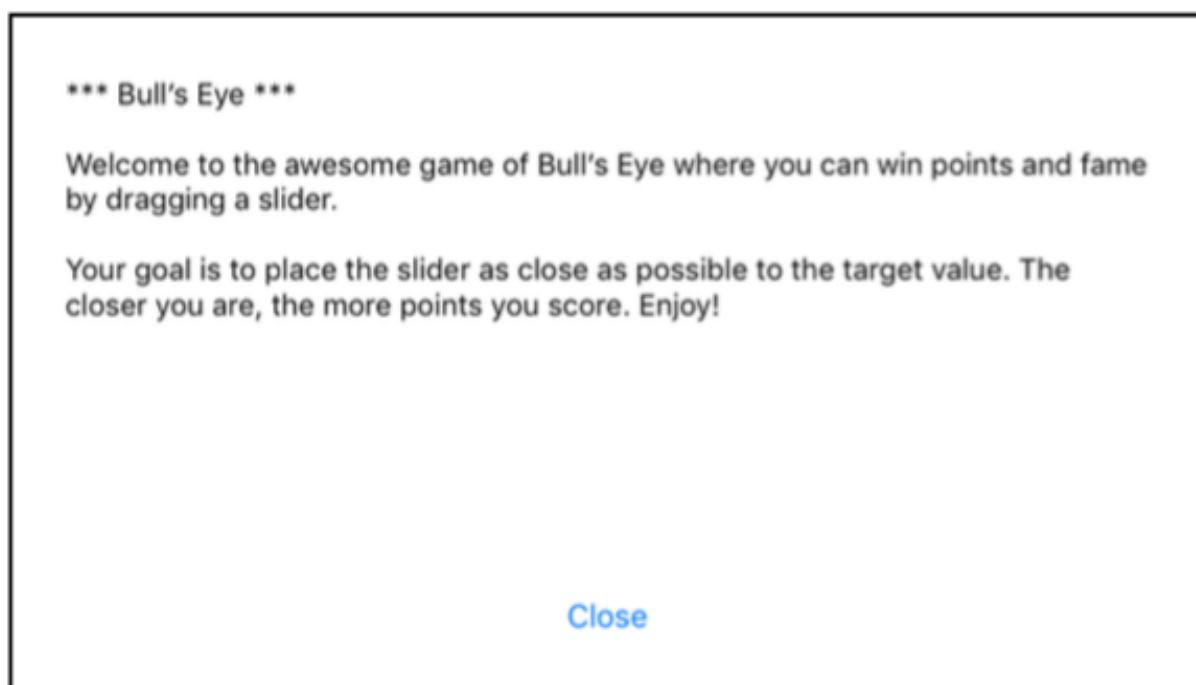 *** Bull’s Eye ***
Welcome to the awesome game of Bull’s Eye where you can win points and fame
by dragging a slider.
Your goal is to place the slider as close as possible to the target value. The
closer you are, the more points you score. Enjoy!
Close